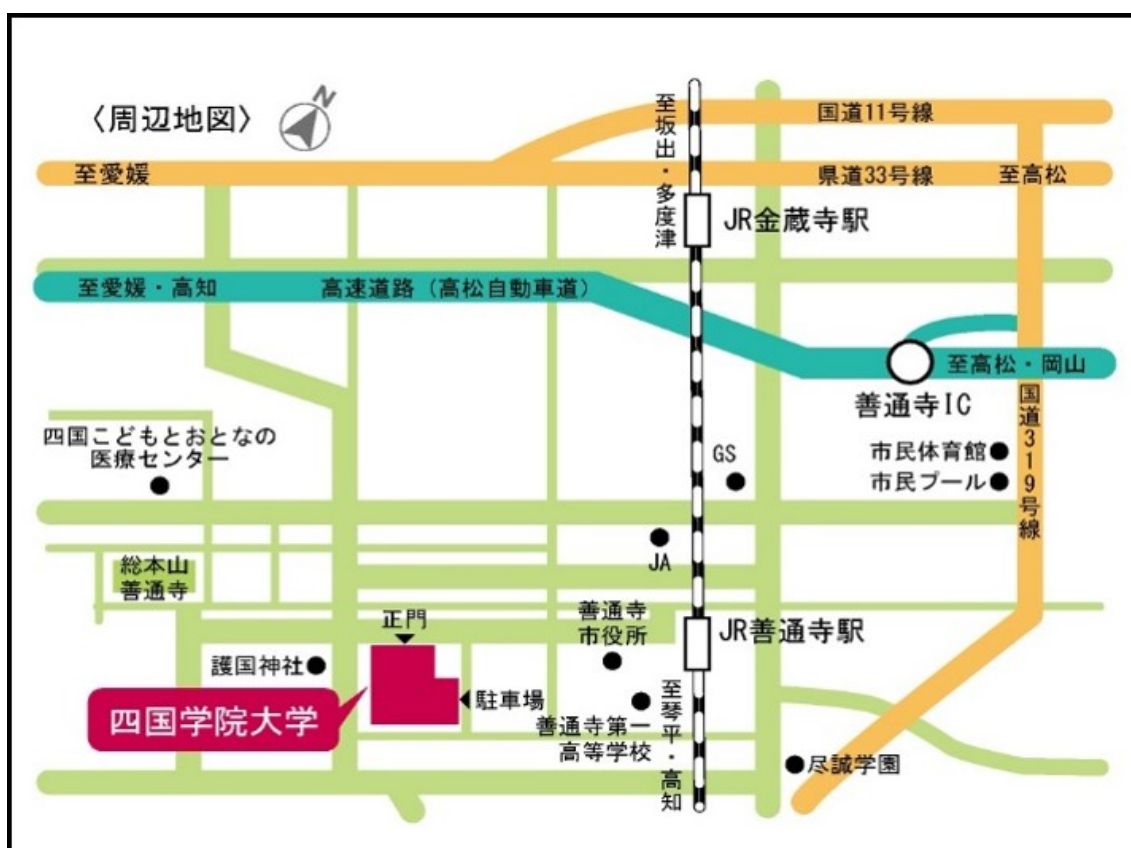 〈周辺地図〉
N
至坂出・多度津
国道11号線
至愛媛
県道33号線
至高松
JR金蔵寺駅
至愛媛・高知
高速道路(高松自動車道)
至高松・岡山
善通寺IC
国道319号線
四国こどもとおとなの
医療センター
GS
市民体育館
市民プール
JA
総本山
善通寺
正門
善通寺
市役所
JR善通寺駅
護国神社
駐車場
四国学院大学
善通寺第一
高等学校
至琴平・高知
尽誠学園